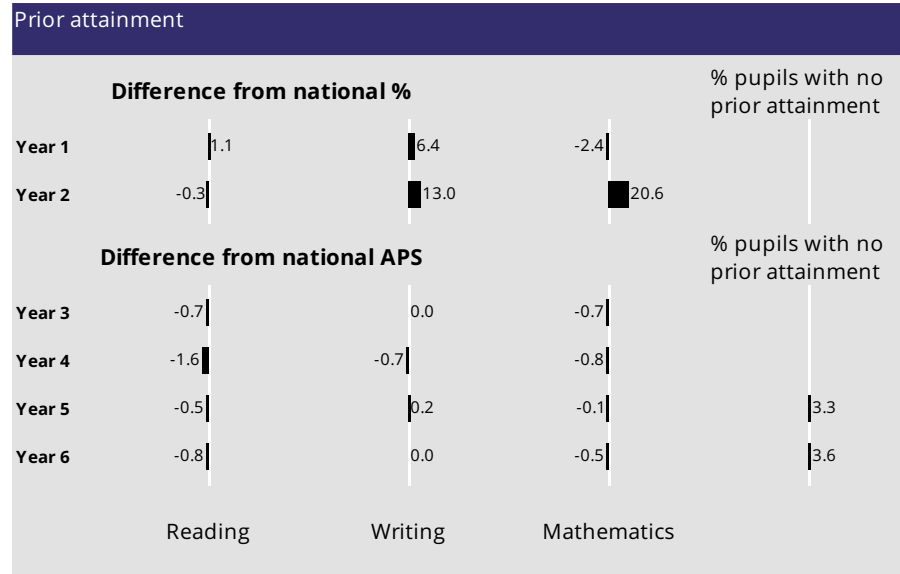 Prior attainment
Difference from national %
% pupils with no
prior attainment
Year 1 1.1 6.4 -2.4
Year 2 -0.3 13.0 20.6
Difference from national APS
% pupils with no
prior attainment
Year 3 -0.7 0.0 -0.7
Year 4 -1.6 -0.7 -0.8
Year 5 -0.5 0.2 -0.1 3.3
Year 6 -0.8 0.0 -0.5 3.6
Reading Writing Mathematics